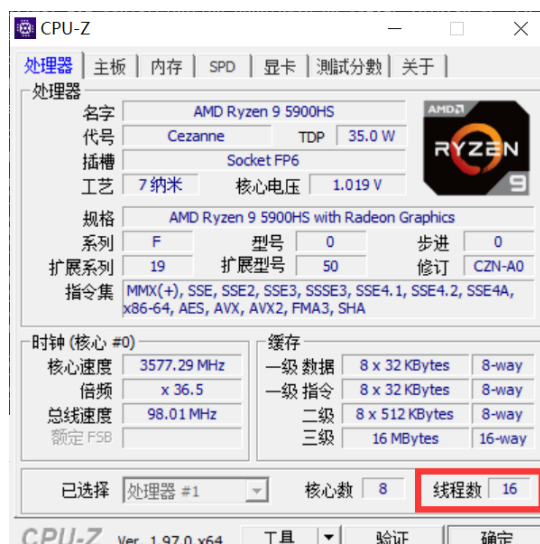 CPU-Z
处理器 主板 内存 SPD 显卡 測試分數 关于
处理器
名字 AMD Ryzen 9 5900HS
代号 Cezanne TDP 35.0 W
插槽 Socket FP6
工艺 7 纳米 核心电压 1.019 V
AMD
RYZEN
9
规格 AMD Ryzen 9 5900HS with Radeon Graphics
系列 F 型号 0 步进 0
扩展系列 19 扩展型号 50 修订 CZN-A0
指令集 MMX(+), SSE, SSE2, SSE3, SSSE3, SSE4.1, SSE4.2, SSE4A,
x86-64, AES, AVX, AVX2, FMA3, SHA
时钟 (核心 #0)
核心速度 3577.29 MHz
倍频 x 36.5
总线速度 98.01 MHz
额定 FSB
缓存
一级 数据 8 x 32 KBytes 8-way
一级 指令 8 x 32 KBytes 8-way
二级 8 x 512 KBytes 8-way
三级 16 MBytes 16-way
已选择 处理器 #1 核心数 8 线程数 16
CPU-Z Ver. 1.97.0.x64 工具 验证 确定